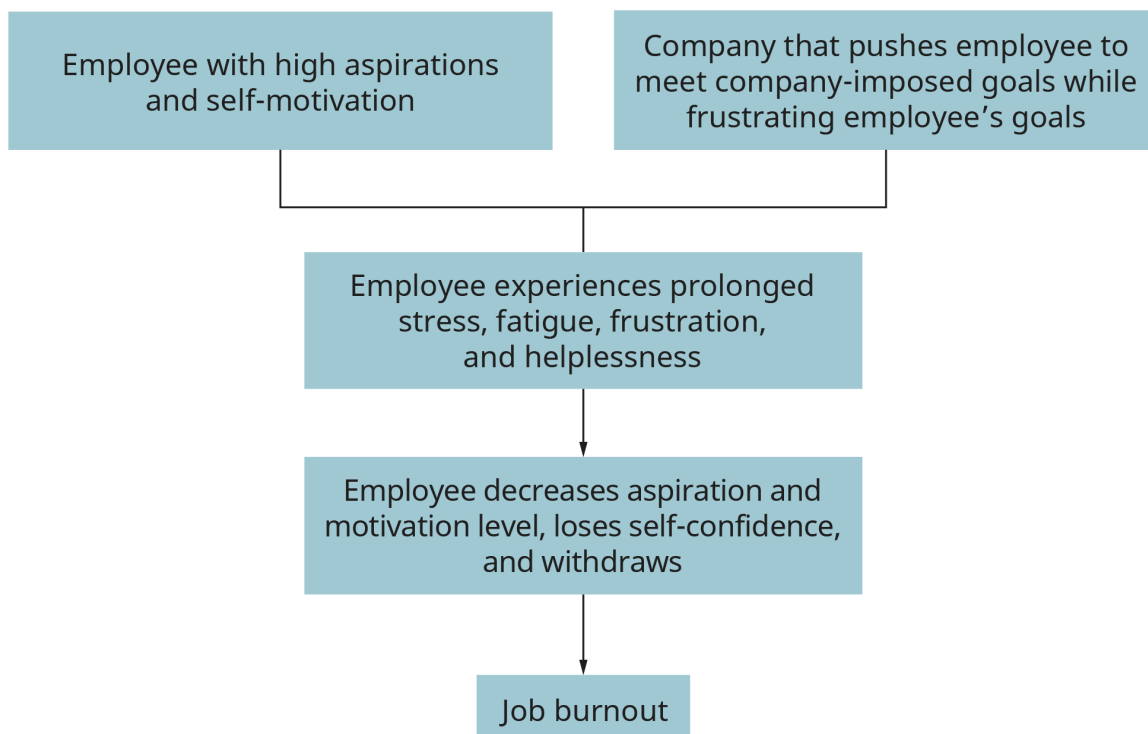 Employee with high aspirations
and self-motivation
Company that pushes employee to
meet company-imposed goals while
frustrating employee’s goals
Employee experiences prolonged
stress, fatigue, frustration,
and helplessness
Employee decreases aspiration and
motivation level, loses self-confidence,
and withdraws
Job burnout